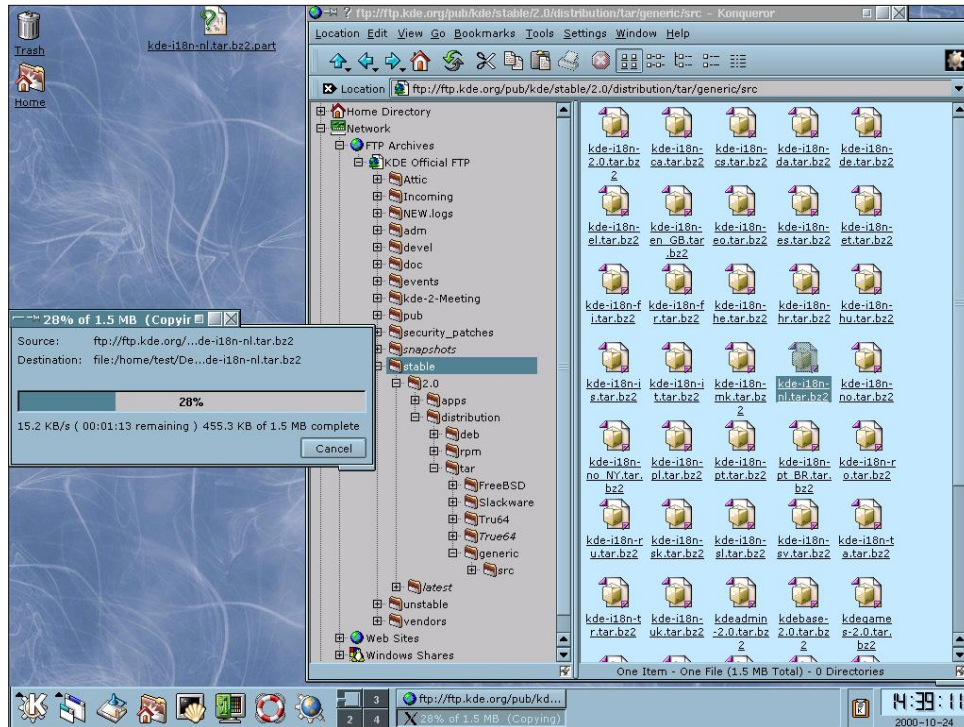 Trash
Home
kde-i18n-nl.tar.bz2.part
? ftp://ftp.kde.org/pub/kde/stable/2.0/distribution/tar/generic/src - Konqueror
Location Edit View Go Bookmarks Tools Settings Window Help
Location ftp://ftp.kde.org/pub/kde/stable/2.0/distribution/tar/generic/src
Home Directory
Network
FTP Archives
KDE Official FTP
Attic
Incoming
NEW.logs
adm
devel
doc
events
kde-2-Meeting
pub
security_patches
snapshots
stable
2.0
apps
distribution
deb
rpm
tar
FreeBSD
Slackware
Tru64
True64
generic
src
latest
unstable
vendors
Web Sites
Windows Shares
kde-i18n-
2.0.tar.bz
2
kde-i18n-
ca.tar.bz2
kde-i18n-
cs.tar.bz2
kde-i18n-
da.tar.bz2
kde-i18n-
de.tar.bz2
kde-i18n-
el.tar.bz2
kde-i18n-
en_GB.tar
.bz2
kde-i18n-
eo.tar.bz2
kde-i18n-
es.tar.bz2
kde-i18n-
et.tar.bz2
kde-i18n-f
i.tar.bz2
kde-i18n-f
r.tar.bz2
kde-i18n-
he.tar.bz2
kde-i18n-
hr.tar.bz2
kde-i18n-
hu.tar.bz2
kde-i18n-i
s.tar.bz2
kde-i18n-i
t.tar.bz2
kde-i18n-
mk.tar.bz
2
kde-i18n-
nl.tar.bz2
kde-i18n-
no.tar.bz2
kde-i18n-
no_NY.tar.
bz2
kde-i18n-
pl.tar.bz2
kde-i18n-
pt.tar.bz2
kde-i18n-
pt_BR.tar.
bz2
kde-i18n-r
o.tar.bz2
kde-i18n-r
u.tar.bz2
kde-i18n-
sk.tar.bz2
kde-i18n-
sl.tar.bz2
kde-i18n-
sv.tar.bz2
kde-i18n-t
a.tar.bz2
kde-i18n-t
r.tar.bz2
kde-i18n-
uk.tar.bz2
kdeadmin
-2.0.tar.bz
2
kdebase-
2.0.tar.bz
2
kdegame
s-2.0.tar.
bz2
One Item - One File (1.5 MB Total) - 0 Directories
28% of 1.5 MB (Copyir
Source: ftp://ftp.kde.org/...de-i18n-nl.tar.bz2
Destination: file:/home/test/De...de-i18n-nl.tar.bz2
28%
15.2 KB/s ( 00:01:13 remaining ) 455.3 KB of 1.5 MB complete
Cancel
3
2 4
ftp://ftp.kde.org/pub/kd...
28% of 1.5 MB (Copying)
14:39:11
2000-10-24